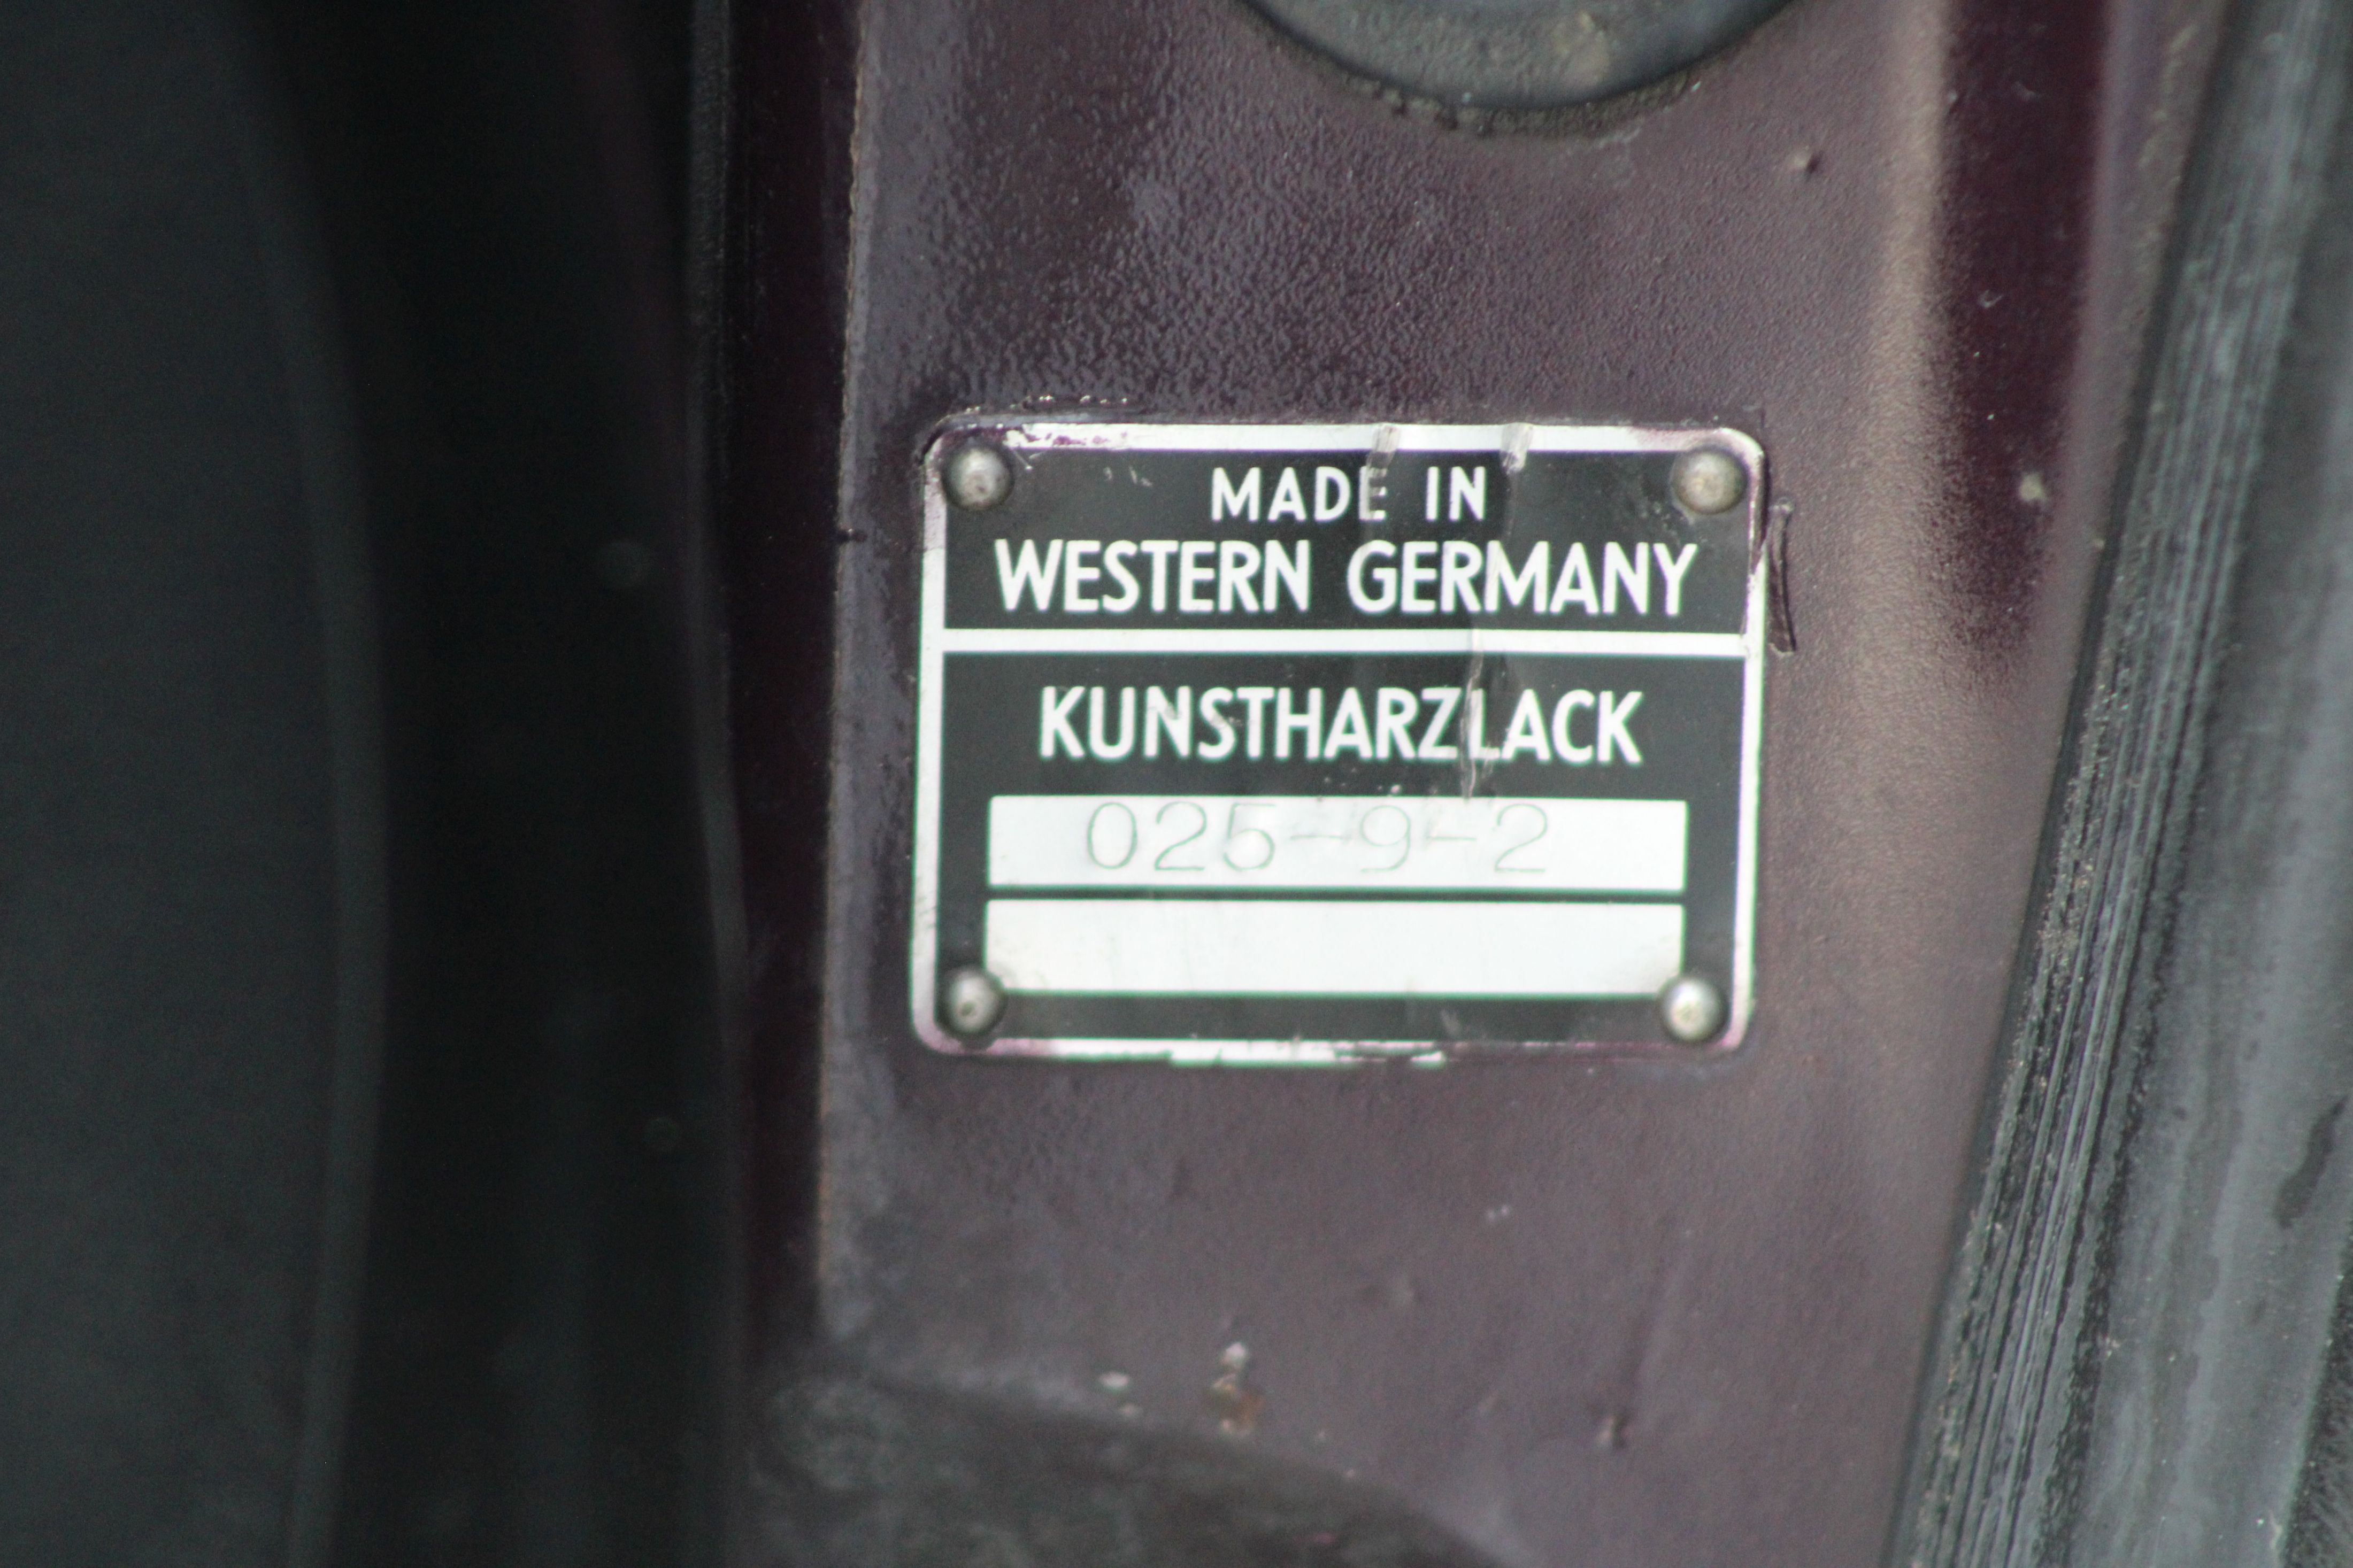 MADE IN
WESTERN GERMANY
KUNSTHARZLACK
025-9-2